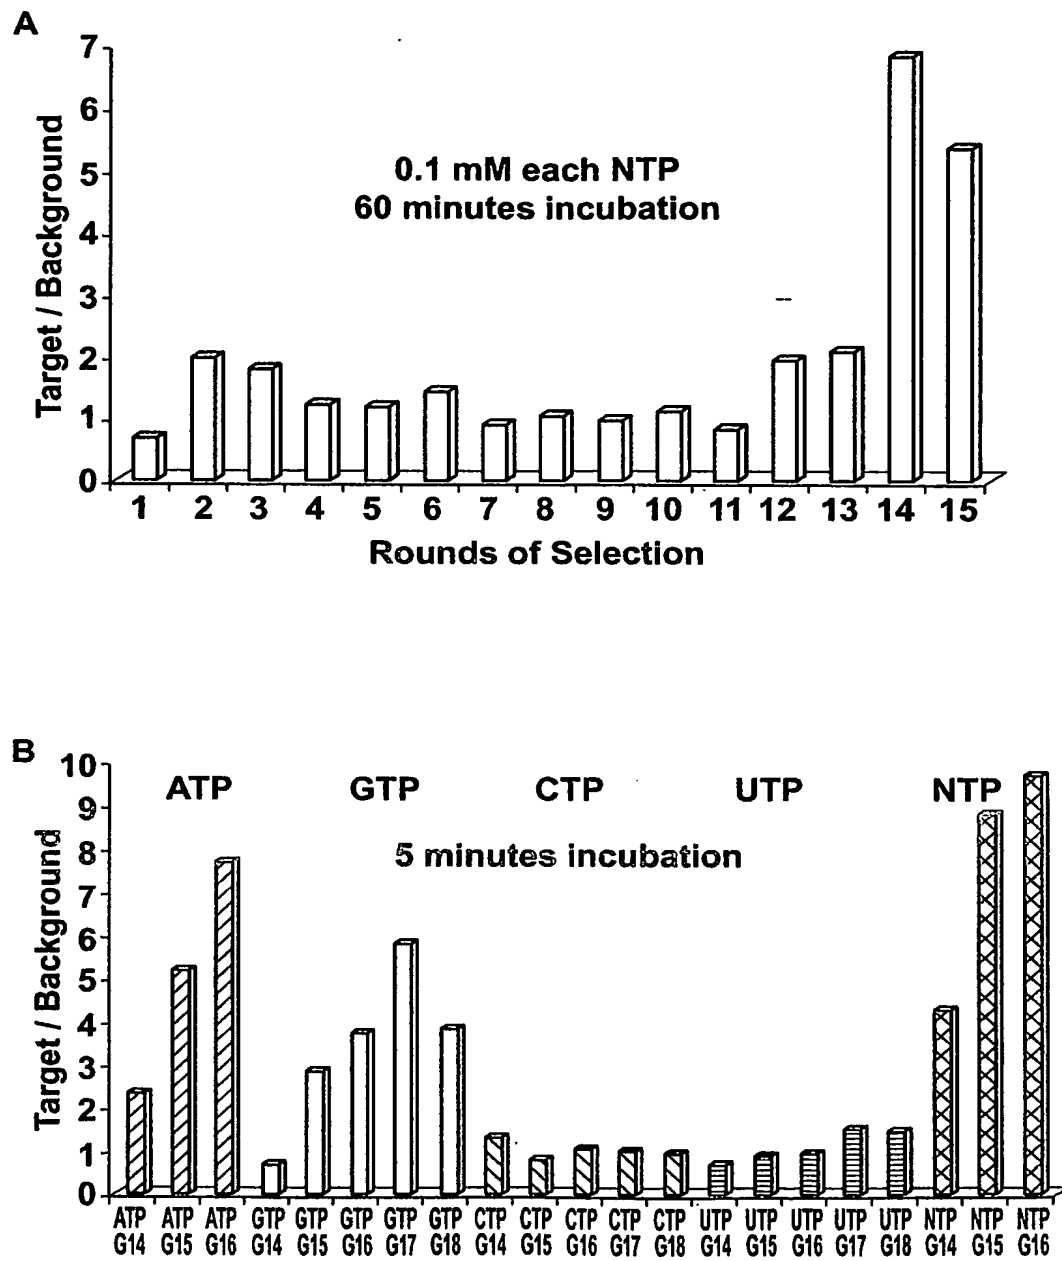 A
7
6
5
4
3
2
1
0
Target / Background
0.1 mM each NTP
60 minutes incubation
1 2 3 4 5 6 7 8 9 10 11 12 13 14 15
Rounds of Selection
B
10
9
8
7
6
5
4
3
2
1
0
Target / Background
ATP GTP CTP UTP NTP
5 minutes incubation
ATP ATP ATP GTP GTP GTP GTP GTP CTP CTP CTP CTP CTP UTP UTP UTP UTP UTP NTP NTP NTP
G14 G15 G16 G14 G15 G16 G17 G18 G14 G15 G16 G17 G18 G14 G15 G16 G17 G18 G14 G15 G16